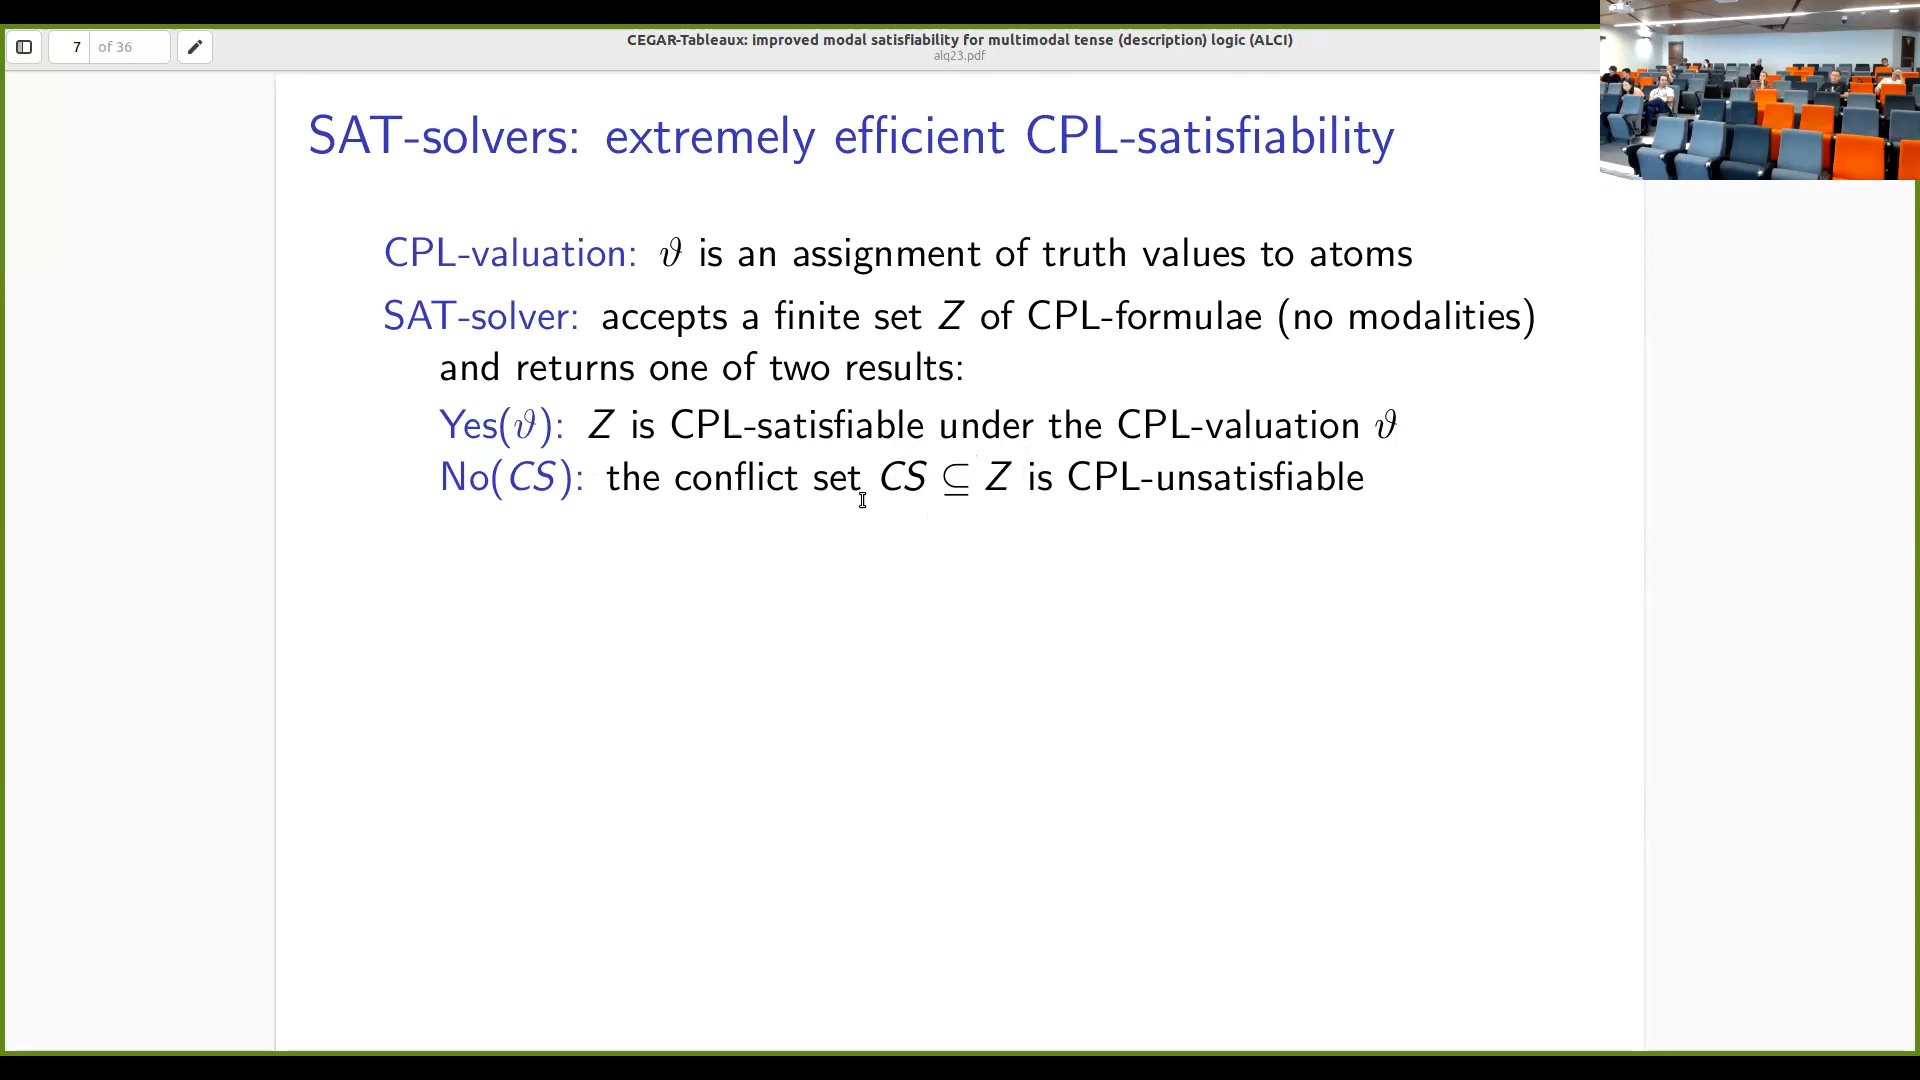 7 of 36
CEGAR-Tableaux: improved modal satisfiability for multimodal tense (description) logic (ALCI)
alq23.pdf
SAT-solvers: extremely efficient CPL-satisfiability
CPL-valuation: ϑ is an assignment of truth values to atoms
SAT-solver: accepts a finite set Z of CPL-formulae (no modalities)
and returns one of two results:
Yes(ϑ): Z is CPL-satisfiable under the CPL-valuation ϑ
No(CS): the conflict set CS ⊆ Z is CPL-unsatisfiable